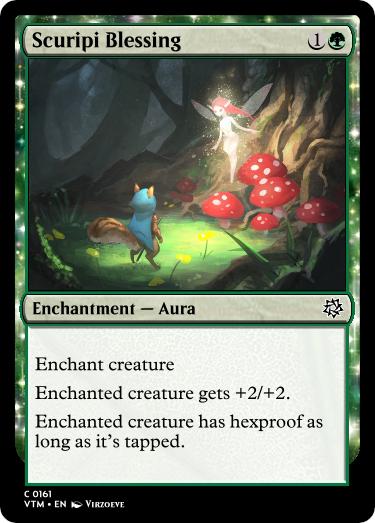 Scuripi Blessing 1
Enchantment — Aura
Enchant creature
Enchanted creature gets +2/+2.
Enchanted creature has hexproof as
long as it's tapped.
C 0161
VTM • EN Virzoeve